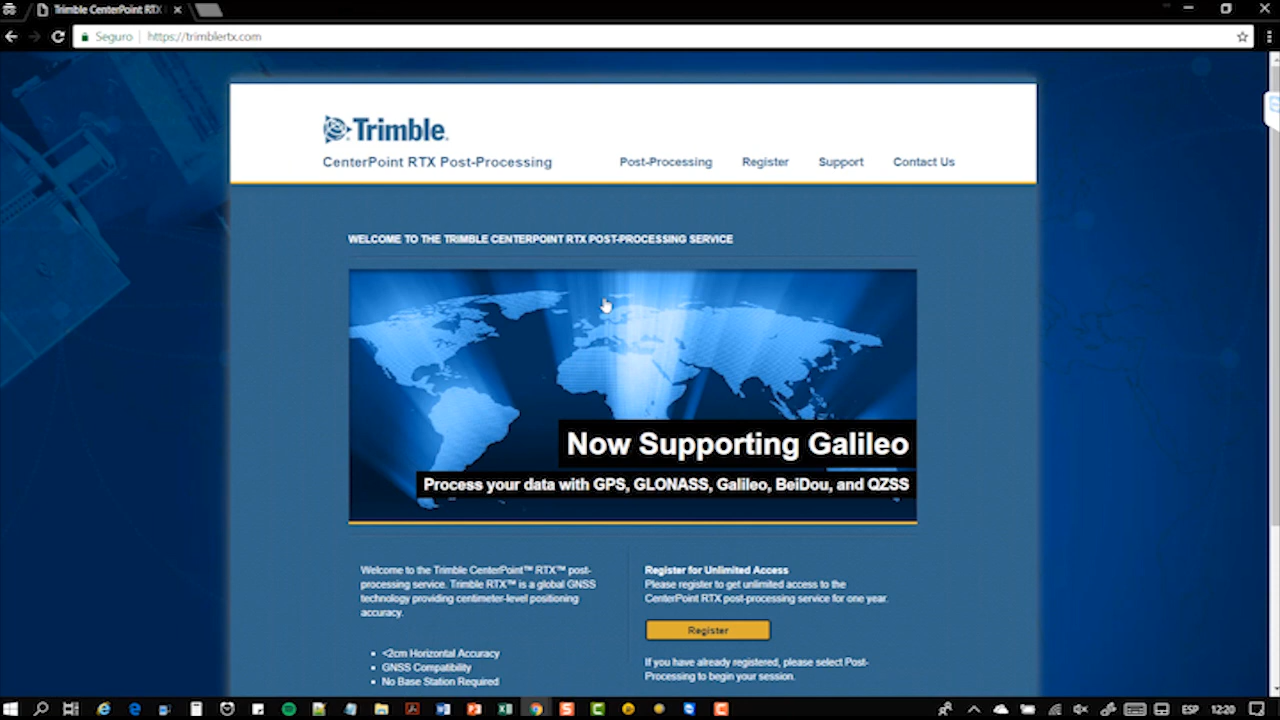 Trimble CenterPoint RTX
Seguro
https://trimblertx.com
Trimble
CenterPoint RTX Post-Processing
Post-Processing
Register
Support
Contact Us
WELCOME TO THE TRIMBLE CENTERPOINT RTX POST-PROCESSING SERVICE
Now Supporting Galileo
Process your data with GPS, GLONASS, Galileo, BeiDou, and QZSS
Welcome to the Trimble CenterPoint™ RTX™ post-
processing service. Trimble RTX™ is a global GNSS
technology providing centimeter-level positioning
accuracy.
<2cm Horizontal Accuracy
GNSS Compatibility
No Base Station Required
Register for Unlimited Access
Please register to get unlimited access to the
CenterPoint RTX post-processing service for one year.
Register
If you have already registered, please select Post-
Processing to begin your session.
ESP
12:20